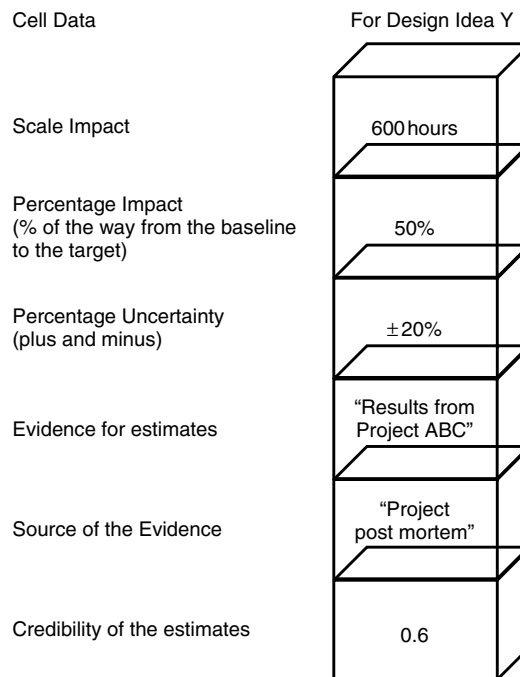 Cell Data
For Design Idea Y
Scale Impact
600 hours
Percentage Impact
(% of the way from the baseline
to the target)
50%
Percentage Uncertainty
(plus and minus)
±20%
Evidence for estimates
“Results from
Project ABC”
Source of the Evidence
“Project
post mortem”
Credibility of the estimates
0.6